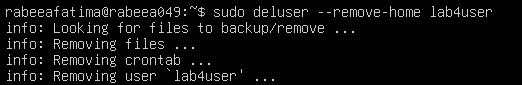 rabeeafatima@rabeea049:~$ sudo deluser --remove-home lab4user
info: Looking for files to backup/remove ...
info: Removing files ...
info: Removing crontab ...
info: Removing user `lab4user' ...